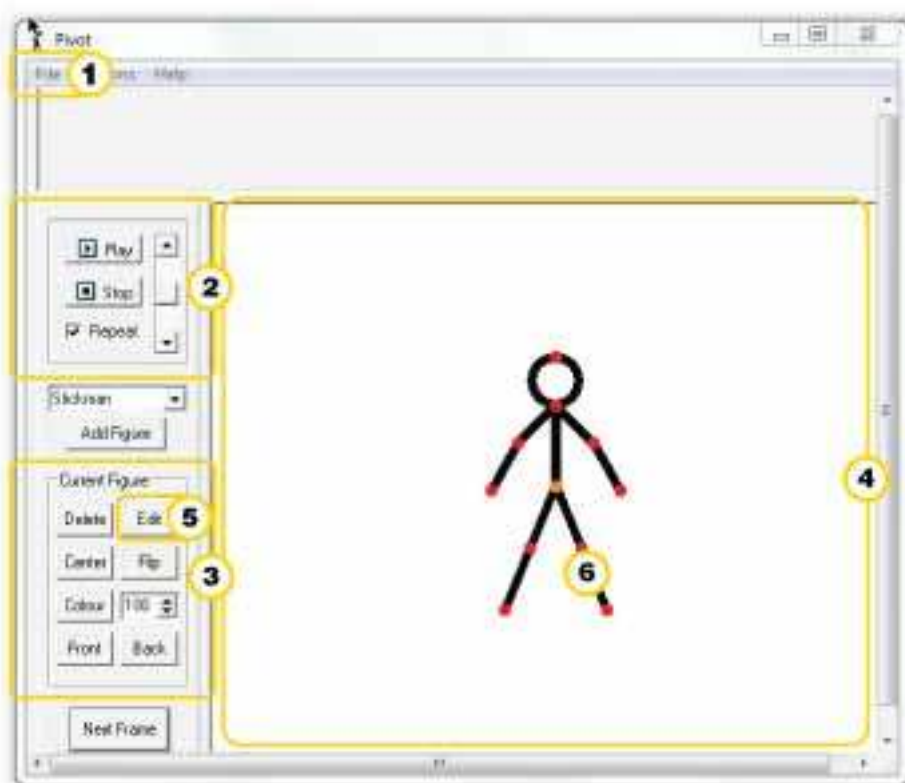 Pivot
File 1 Help
Play
2
Stop
Repeat
Stickman
Add Figure
4
Current Figure
Delete Edit 5
Center Flip 3 6
Colour 100
Front Back
Next Frame